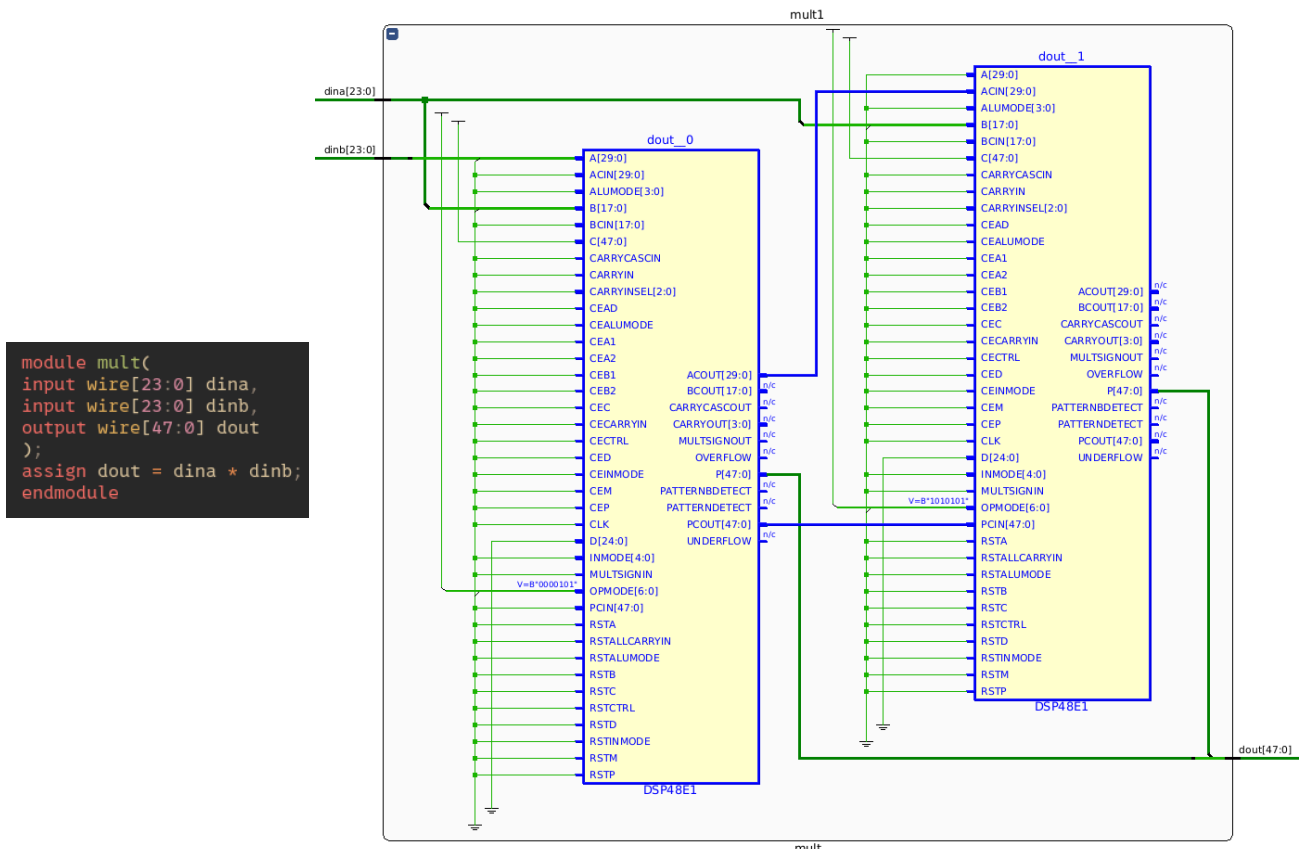 module mult(
input wire[23:0] dina,
input wire[23:0] dinb,
output wire[47:0] dout
);
assign dout = dina * dinb;
endmodule
mult1
dina[23:0]
dinb[23:0]
dout__0
A[29:0]
ACIN[29:0]
ALUMODE[3:0]
B[17:0]
BCIN[17:0]
C[47:0]
CARRYCASCIN
CARRYIN
CARRYINSEL[2:0]
CEAD
CEALUMODE
CEA1
CEA2
CEB1
CEB2
CEC
CECARRYIN
CECTRL
CED
CEINMODE
CEM
CEP
CLK
D[24:0]
INMODE[4:0]
MULTSIGNIN
V=B"0000101"
OPMODE[6:0]
PCIN[47:0]
RSTA
RSTALLCARRYIN
RSTALUMODE
RSTB
RSTC
RSTCTRL
RSTD
RSTINMODE
RSTM
RSTP
ACOUT[29:0]
BCOUT[17:0] n/c
CARRYCASCOUT n/c
CARRYOUT[3:0] n/c
MULTSIGNOUT n/c
OVERFLOW n/c
P[47:0]
PATTERNBDETECT n/c
PATTERNDETECT n/c
PCOUT[47:0]
UNDERFLOW n/c
DSP48E1
dout__1
A[29:0]
ACIN[29:0]
ALUMODE[3:0]
B[17:0]
BCIN[17:0]
C[47:0]
CARRYCASCIN
CARRYIN
CARRYINSEL[2:0]
CEAD
CEALUMODE
CEA1
CEA2
CEB1
CEB2
CEC
CECARRYIN
CECTRL
CED
CEINMODE
CEM
CEP
CLK
D[24:0]
INMODE[4:0]
MULTSIGNIN
V=B"1010101"
OPMODE[6:0]
PCIN[47:0]
RSTA
RSTALLCARRYIN
RSTALUMODE
RSTB
RSTC
RSTCTRL
RSTD
RSTINMODE
RSTM
RSTP
ACOUT[29:0] n/c
BCOUT[17:0] n/c
CARRYCASCOUT n/c
CARRYOUT[3:0] n/c
MULTSIGNOUT n/c
OVERFLOW n/c
P[47:0]
PATTERNBDETECT n/c
PATTERNDETECT n/c
PCOUT[47:0] n/c
UNDERFLOW n/c
DSP48E1
dout[47:0]
mult